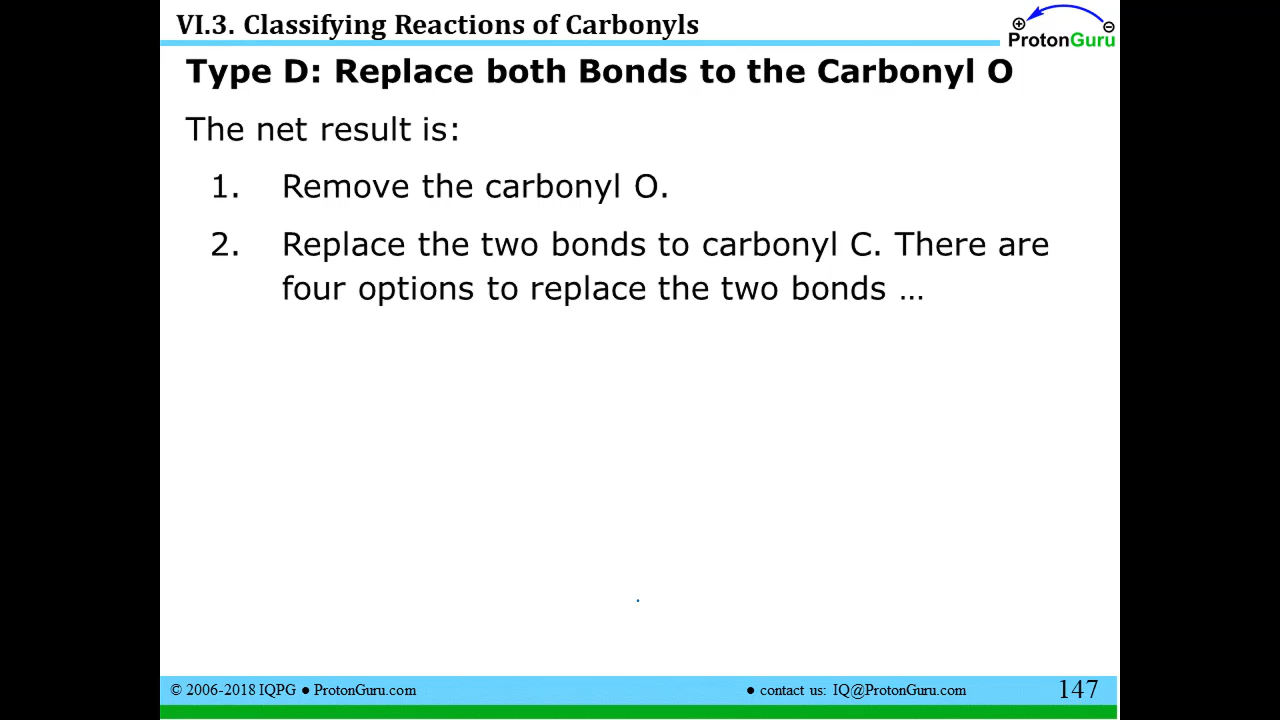 VI.3. Classifying Reactions of Carbonyls
ProtonGuru
Type D: Replace both Bonds to the Carbonyl O
The net result is:
1. Remove the carbonyl O.
2. Replace the two bonds to carbonyl C. There are
four options to replace the two bonds …
© 2006-2018 IQPG ● ProtonGuru.com ● contact us: IQ@ProtonGuru.com 147